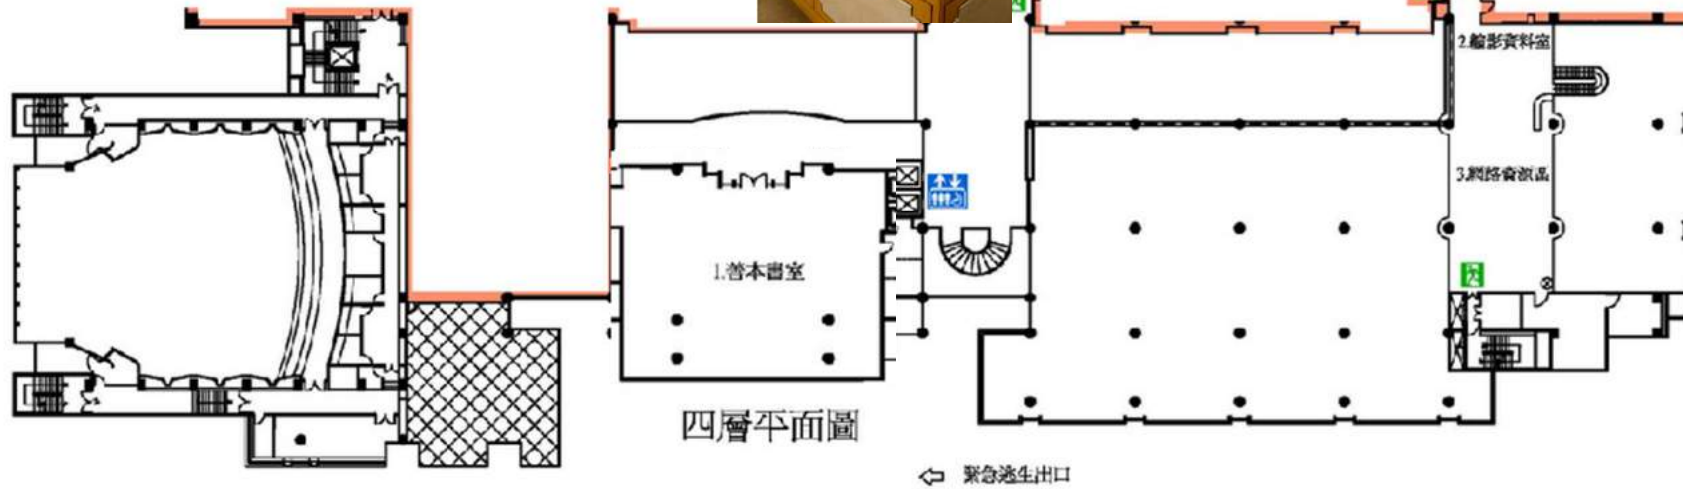 2.縮影資料室
3.網路資源區
1.善本書室
四層平面圖
緊急逃生出口